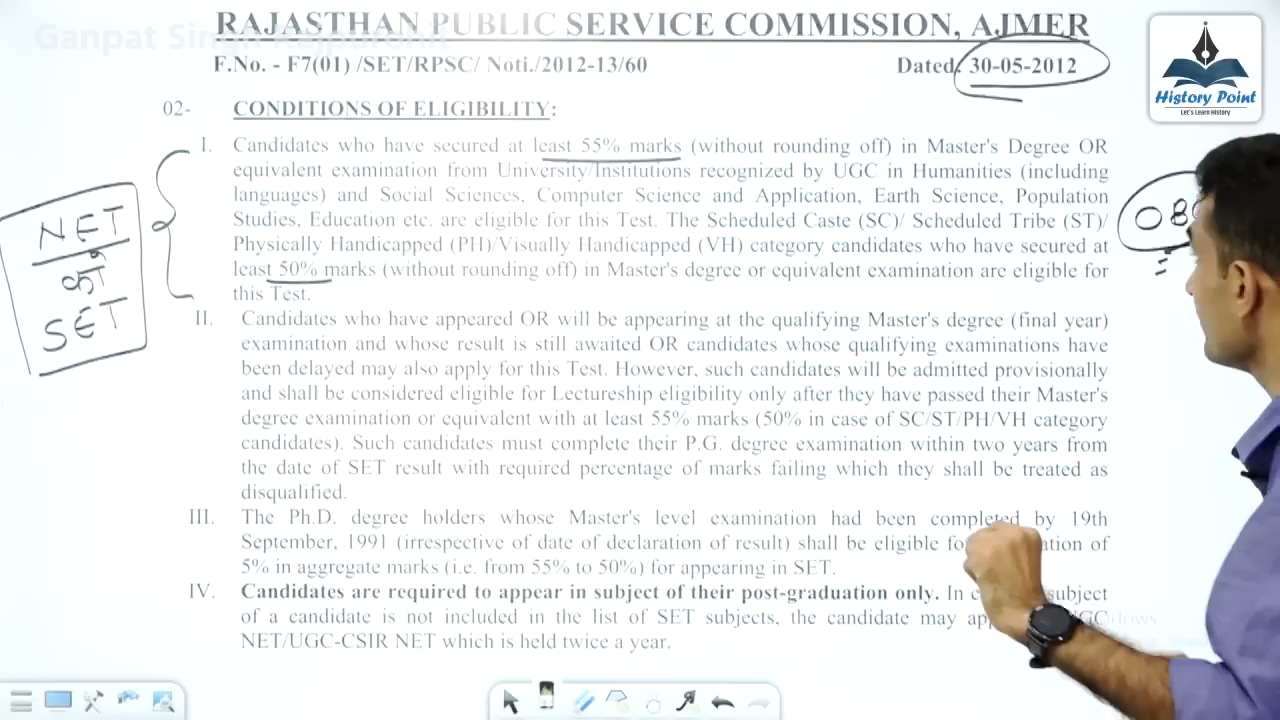 Ganpat Singh Rajpurohit
RAJASTHAN PUBLIC SERVICE COMMISSION, AJMER
F.No. - F7(01) /SET/RPSC/ Noti./2012-13/60
Dated. 30-05-2012
History Point
Let's Learn History
02- CONDITIONS OF ELIGIBILITY:
I. Candidates who have secured at least 55% marks (without rounding off) in Master's Degree OR
equivalent examination from University/Institutions recognized by UGC in Humanities (including
languages) and Social Sciences, Computer Science and Application, Earth Science, Population
Studies, Education etc. are eligible for this Test. The Scheduled Caste (SC)/ Scheduled Tribe (ST)/
Physically Handicapped (PH)/Visually Handicapped (VH) category candidates who have secured at
least 50% marks (without rounding off) in Master's degree or equivalent examination are eligible for
this Test.
NET
SET
II. Candidates who have appeared OR will be appearing at the qualifying Master's degree (final year)
examination and whose result is still awaited OR candidates whose qualifying examinations have
been delayed may also apply for this Test. However, such candidates will be admitted provisionally
and shall be considered eligible for Lectureship eligibility only after they have passed their Master's
degree examination or equivalent with at least 55% marks (50% in case of SC/ST/PH/VH category
candidates). Such candidates must complete their P.G. degree examination within two years from
the date of SET result with required percentage of marks failing which they shall be treated as
disqualified.
III. The Ph.D. degree holders whose Master's level examination had been completed by 19th
September, 1991 (irrespective of date of declaration of result) shall be eligible of
5% in aggregate marks (i.e. from 55% to 50%) for appearing in SET.
IV. Candidates are required to appear in subject of their post-graduation only. In subject
of a candidate is not included in the list of SET subjects, the candidate may
NET/UGC-CSIR NET which is held twice a year.